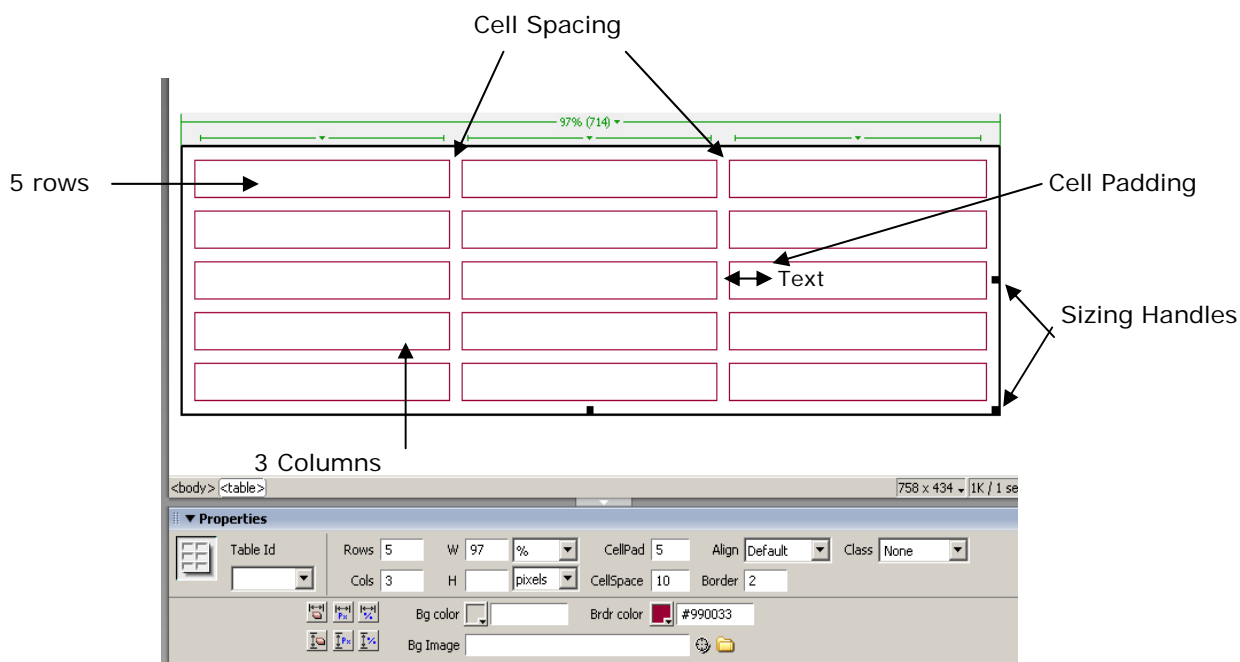 Cell Spacing
97% (714)
5 rows
Cell Padding
Text
Sizing Handles
3 Columns
<body> <table>
758 x 434 1K / 1 se
Properties
Table Id Rows 5 W 97 % CellPad 5 Align Default Class None
Cols 3 H pixels CellSpace 10 Border 2
Px %
Bg color Brdr color #990033
Px %
Bg Image